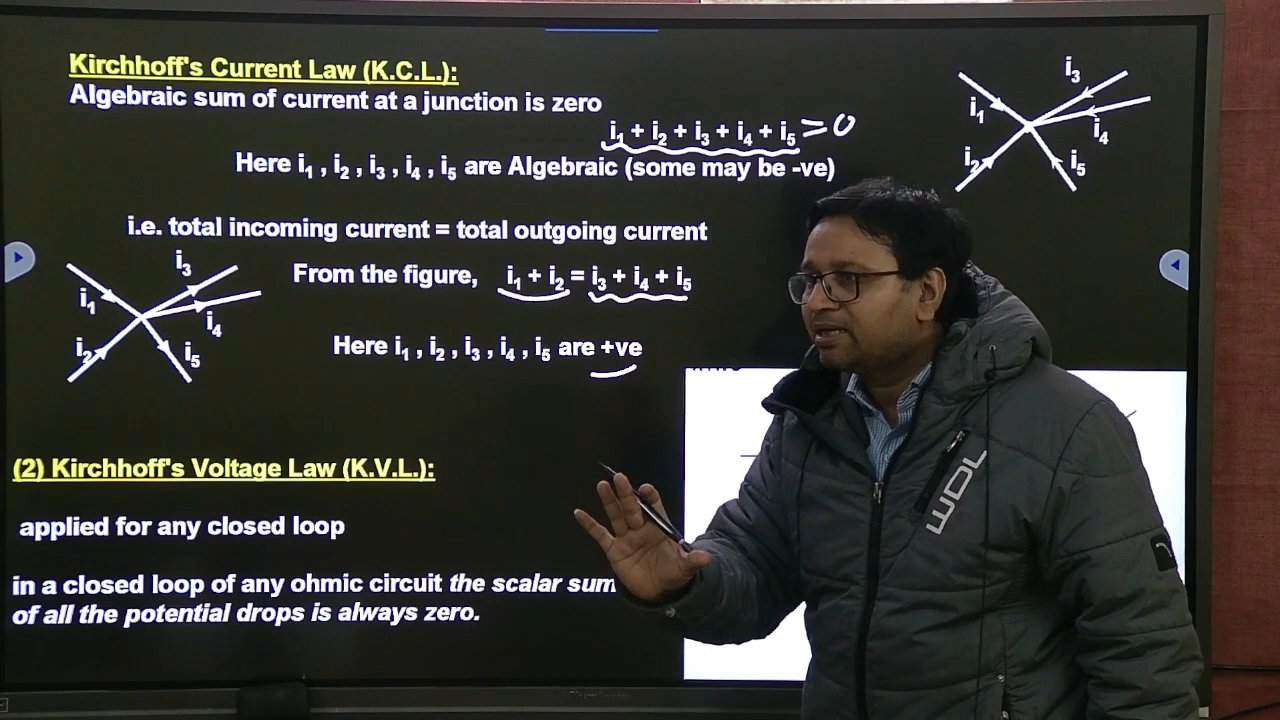 Kirchhoff's Current Law (K.C.L.):
Algebraic sum of current at a junction is zero
i₁ + i₂ + i₃ + i₄ + i₅ = 0
Here i₁ , i₂ , i₃ , i₄ , i₅ are Algebraic (some may be -ve)
i₃
i₁
i₄
i₂
i₅
i.e. total incoming current = total outgoing current
From the figure, i₁ + i₂ = i₃ + i₄ + i₅
Here i₁ , i₂ , i₃ , i₄ , i₅ are +ve
i₃
i₁
i₄
i₂
i₅
(2) Kirchhoff's Voltage Law (K.V.L.):
applied for any closed loop
in a closed loop of any ohmic circuit the scalar sum
of all the potential drops is always zero.
WDL